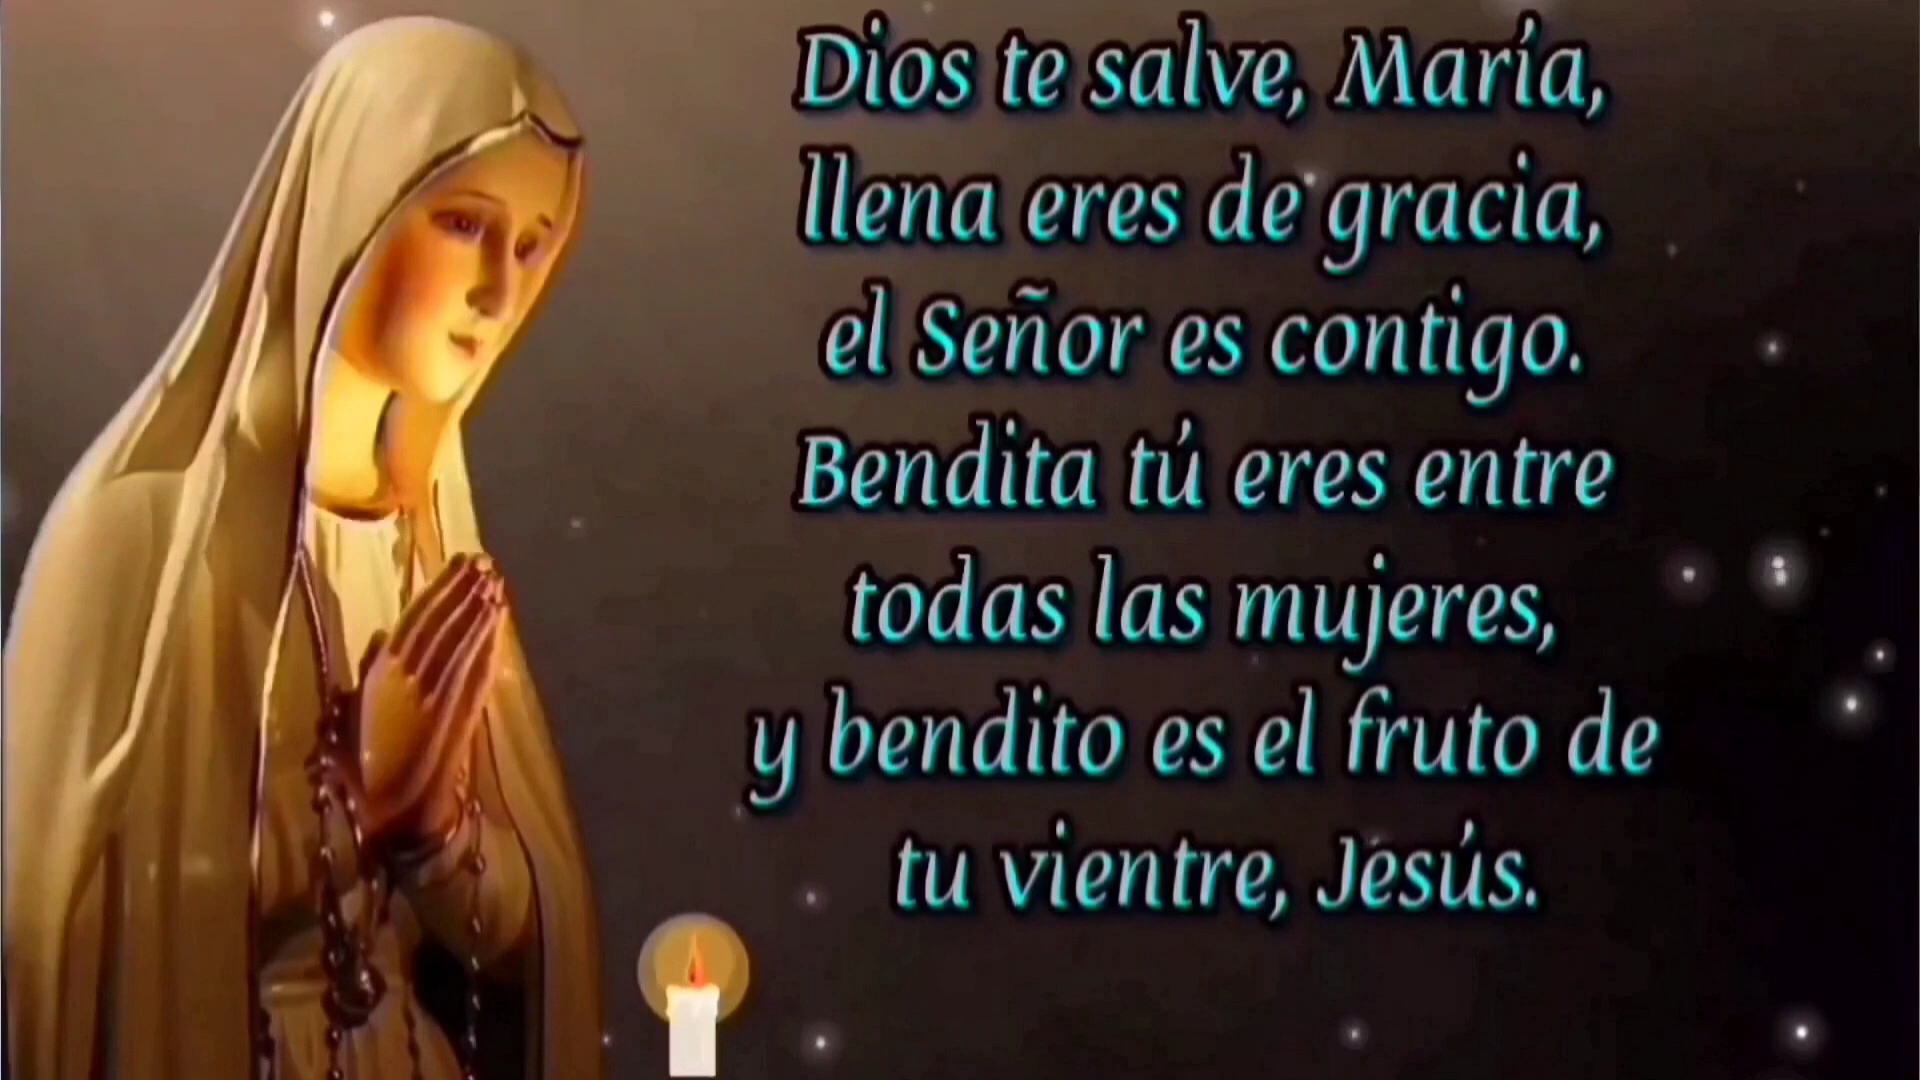 Dios te salve, María,
llena eres de gracia,
el Señor es contigo.
Bendita tú eres entre
todas las mujeres,
y bendito es el fruto de
tu vientre, Jesús.